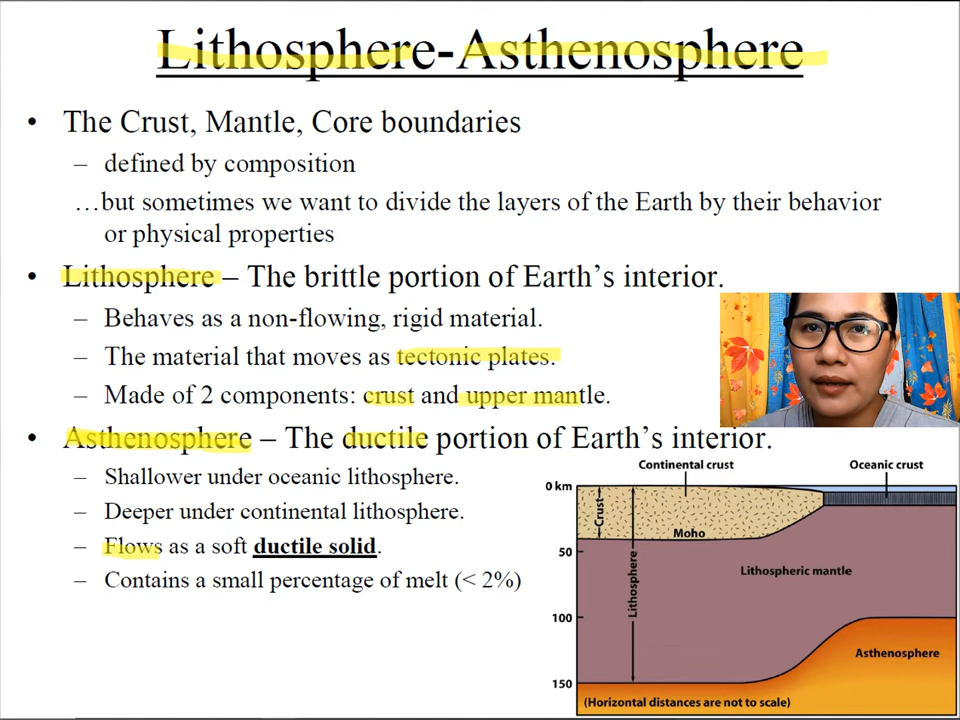 Lithosphere-Asthenosphere
• The Crust, Mantle, Core boundaries
– defined by composition
…but sometimes we want to divide the layers of the Earth by their behavior
or physical properties
• Lithosphere – The brittle portion of Earth's interior.
– Behaves as a non-flowing, rigid material.
– The material that moves as tectonic plates.
– Made of 2 components: crust and upper mantle.
• Asthenosphere – The ductile portion of Earth's interior.
– Shallower under oceanic lithosphere.
– Deeper under continental lithosphere.
– Flows as a soft ductile solid.
– Contains a small percentage of melt (< 2%)
Continental crust
Oceanic crust
0 km
Crust
Moho
50
Lithospheric mantle
Lithosphere
100
Asthenosphere
150
(Horizontal distances are not to scale)